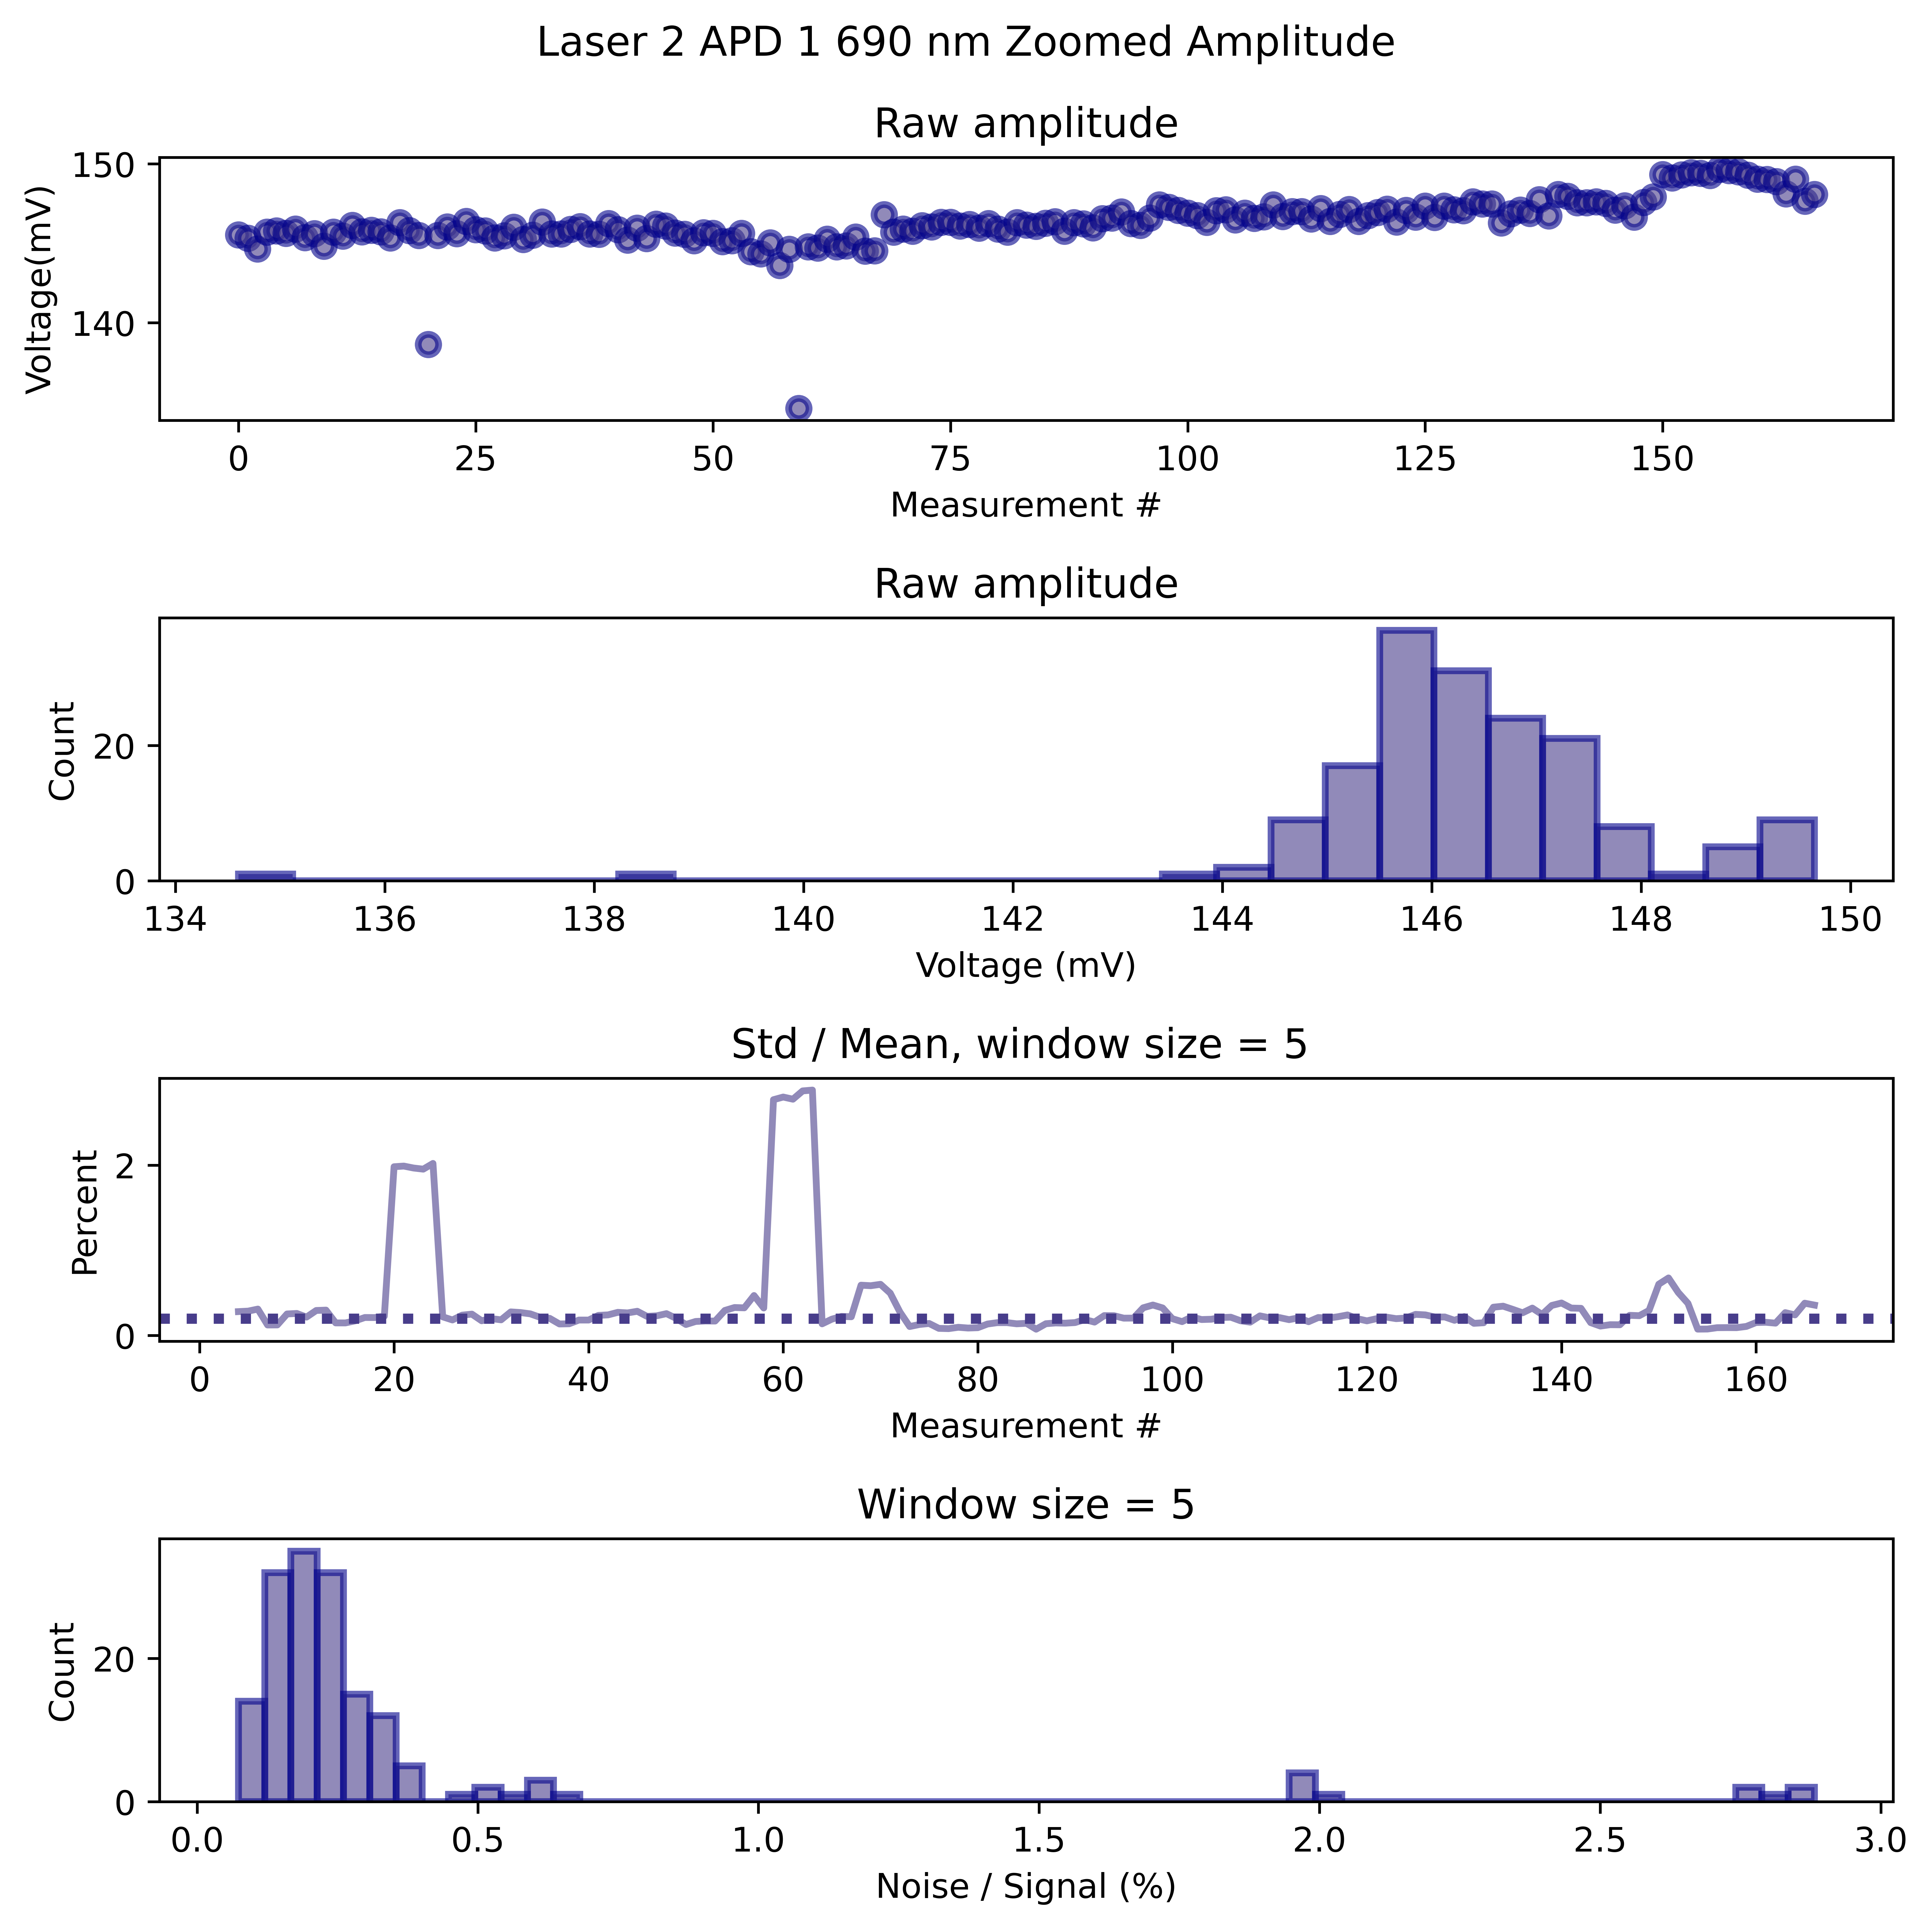 Laser 2 APD 1 690 nm Zoomed Amplitude
Raw amplitude
150
140
Voltage(mV)
0 25 50 75 100 125 150
Measurement #
Raw amplitude
20
0
Count
134 136 138 140 142 144 146 148 150
Voltage (mV)
Std / Mean, window size = 5
2
0
Percent
0 20 40 60 80 100 120 140 160
Measurement #
Window size = 5
20
0
Count
0.0 0.5 1.0 1.5 2.0 2.5 3.0
Noise / Signal (%)